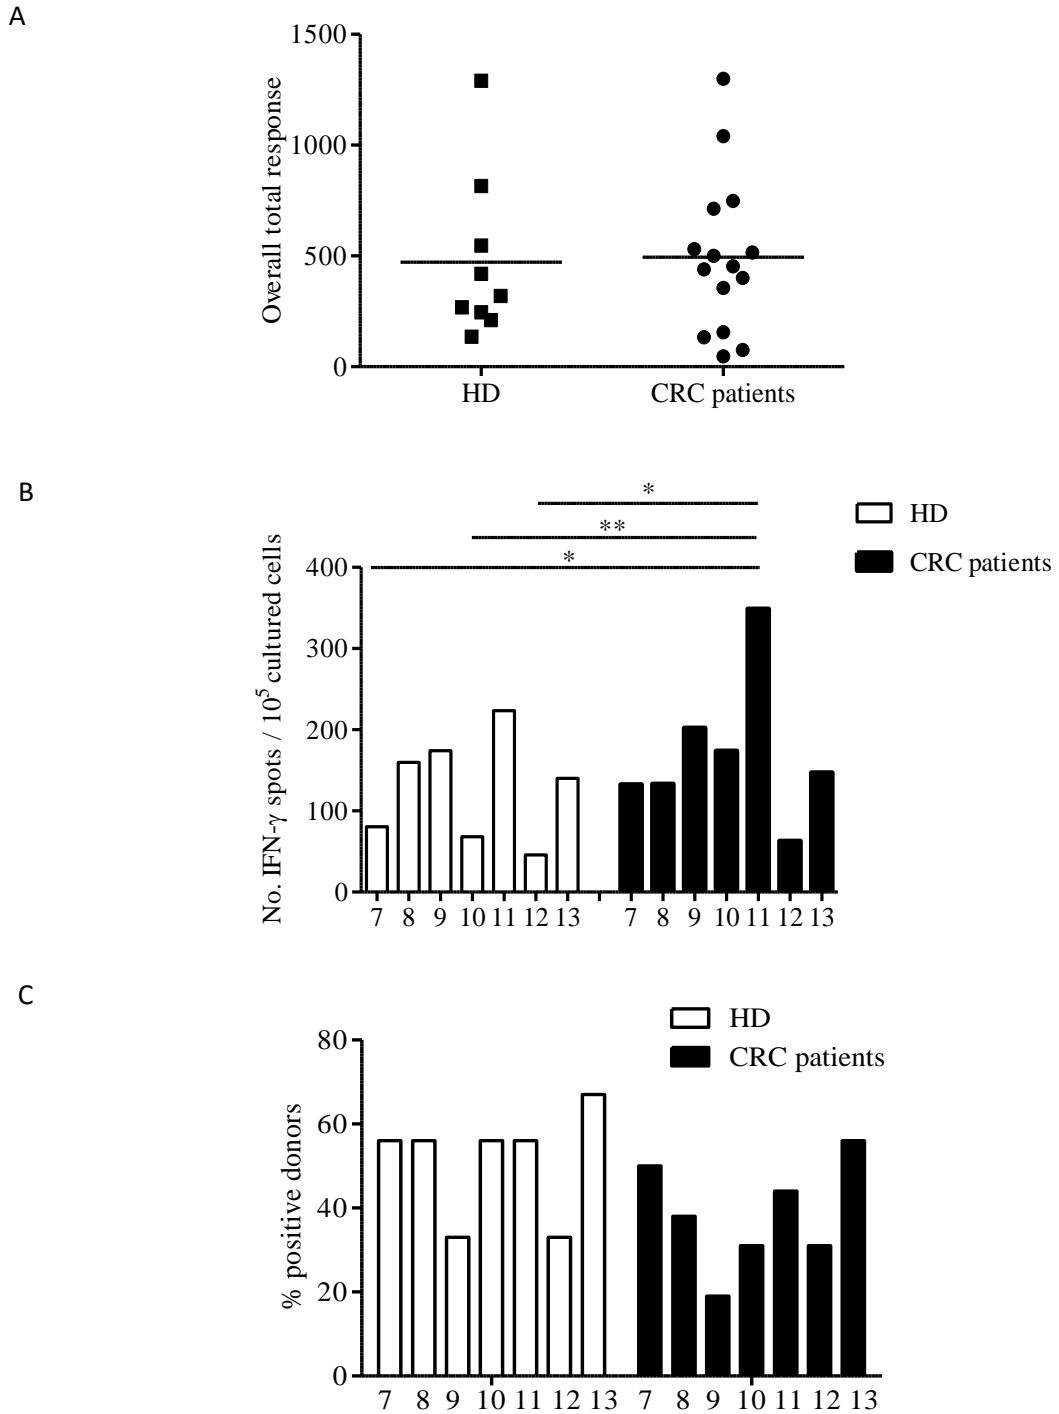 A
1500
1000
500
0
Overall total response
HD
CRC patients
B
*
**
*
HD
CRC patients
400
300
200
100
0
No. IFN-γ spots / 10⁵ cultured cells
7 8 9 10 11 12 13 7 8 9 10 11 12 13
C
HD
CRC patients
80
60
40
20
0
% positive donors
7 8 9 10 11 12 13 7 8 9 10 11 12 13